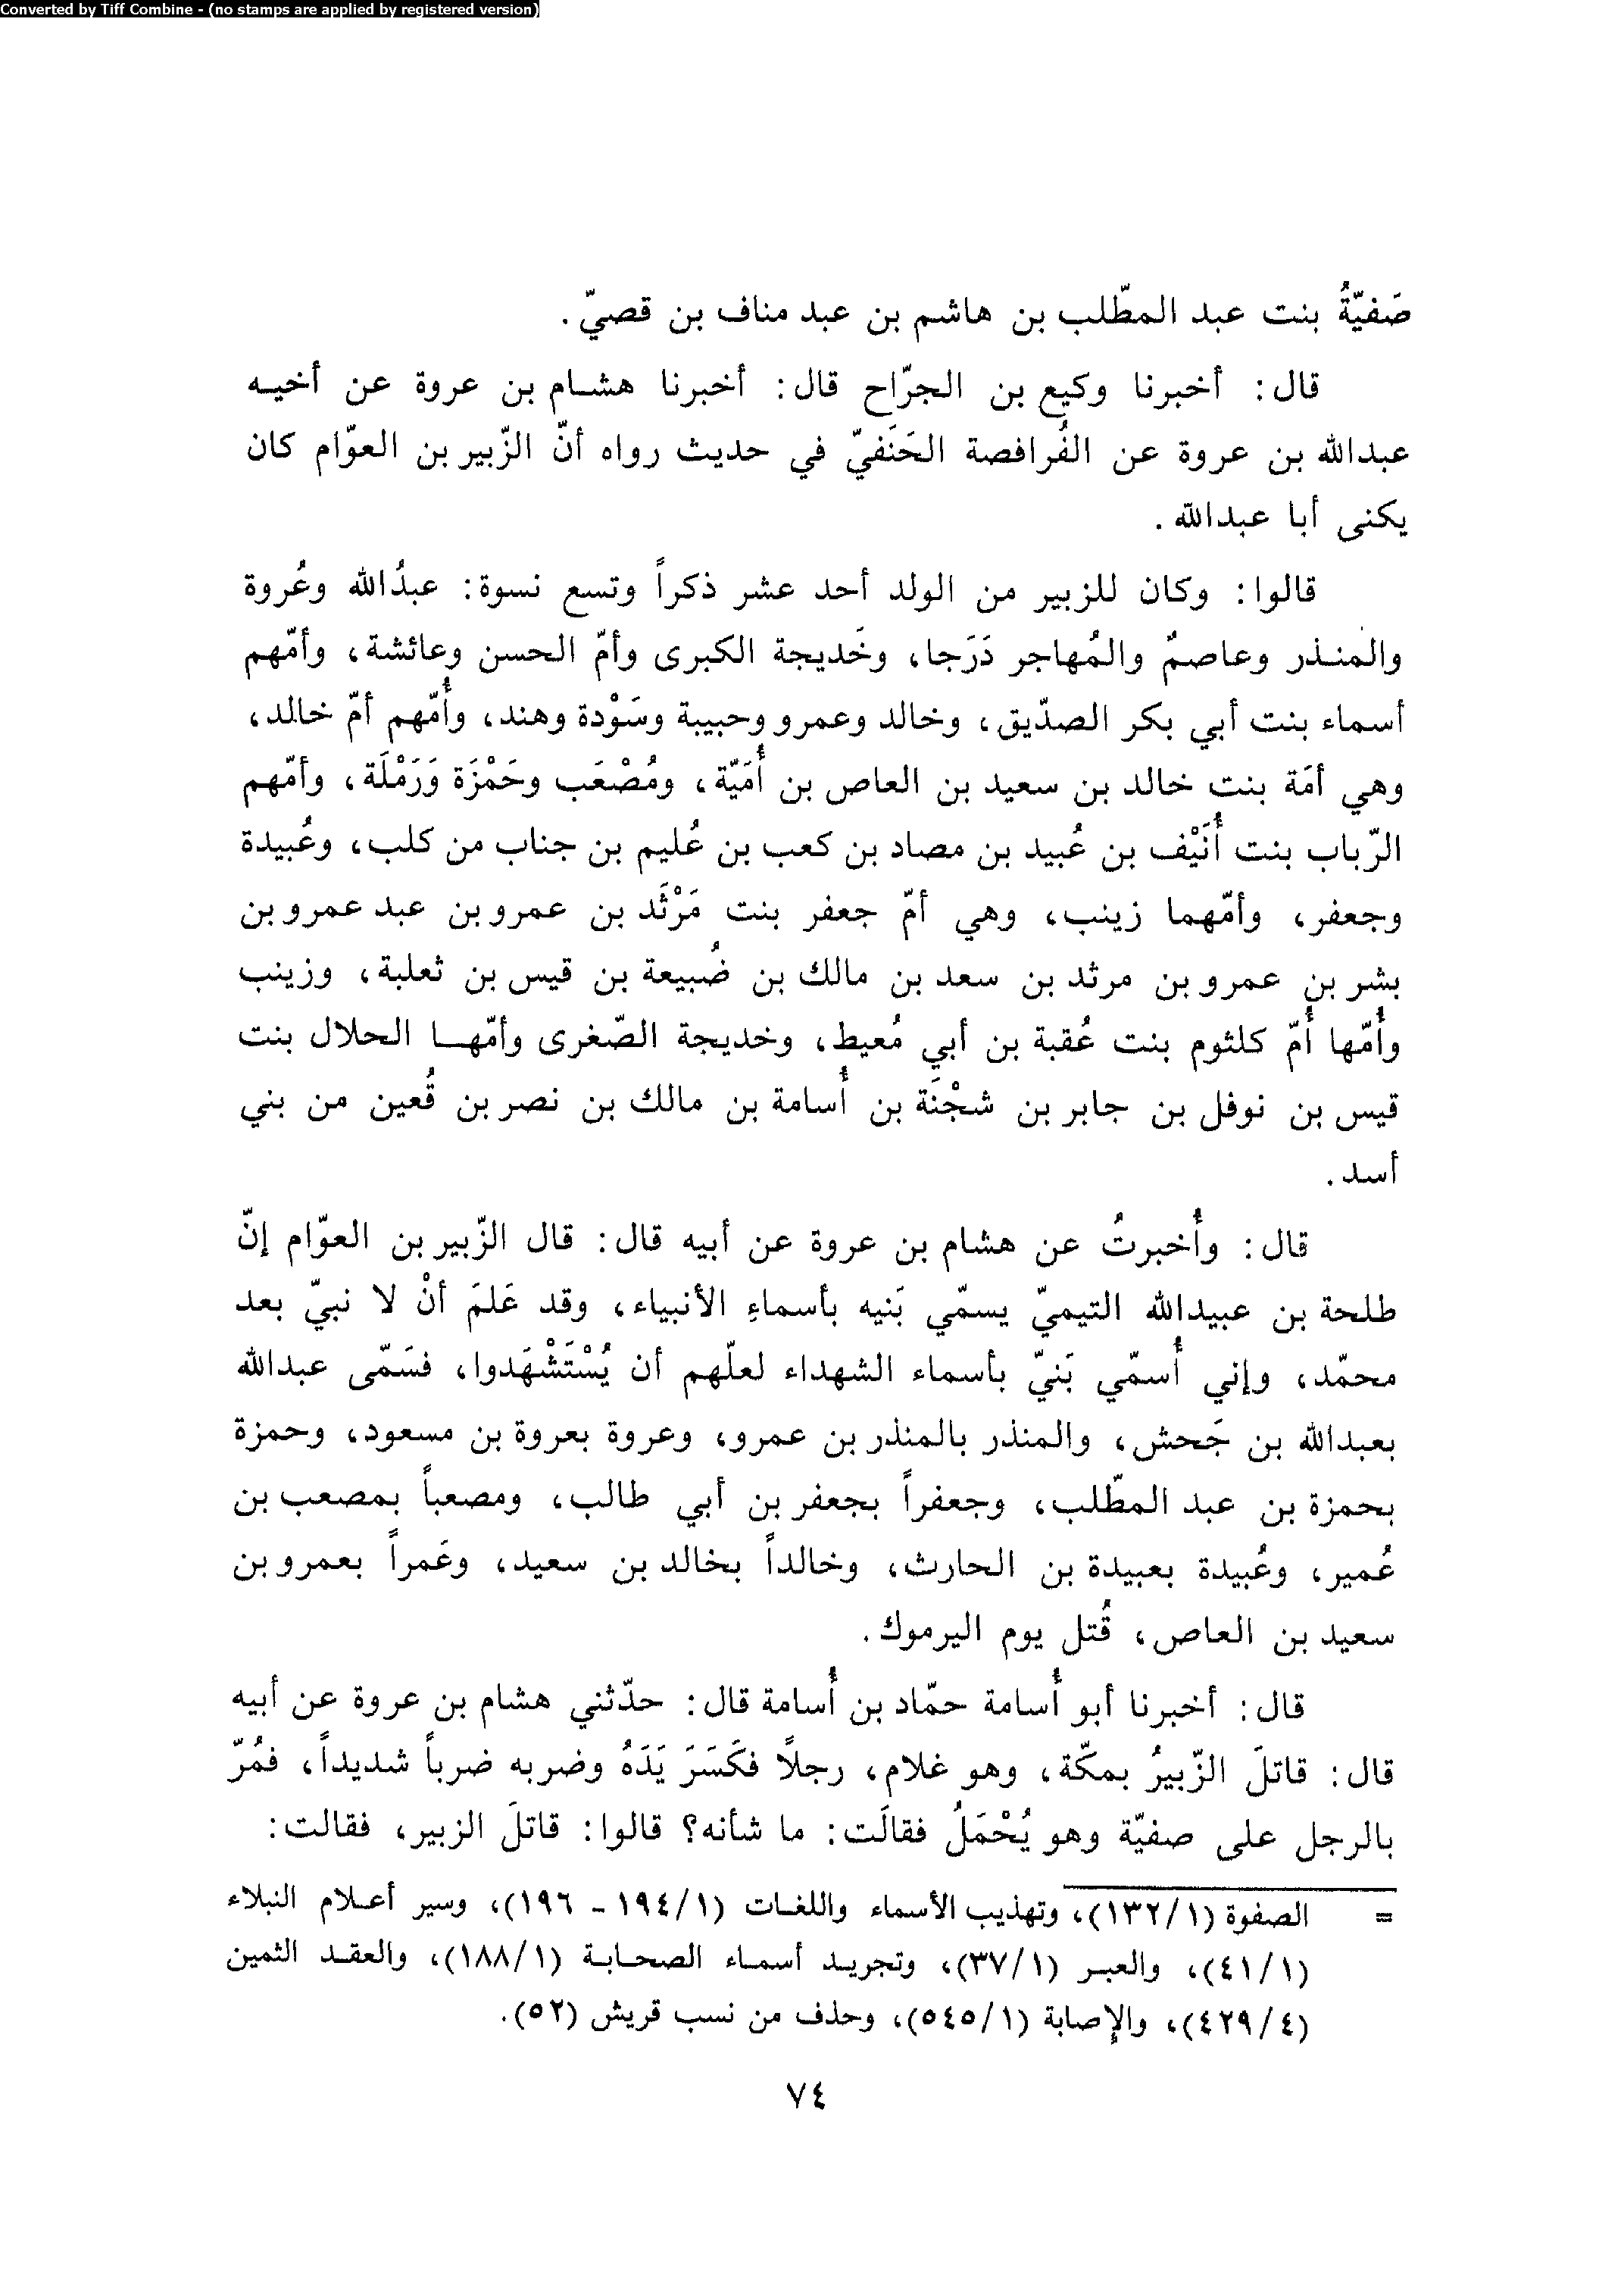 Converted by Tiff Combine - (no stamps are applied by registered version)
صَفيّةُ بنت عبد المطّلب بن هاشم بن عبد مناف بن قصيّ.
قال: أخبرنا وكيع بن الجرّاح قال: أخبرنا هشام بن عروة عن أخيه
عبدالله بن عروة عن الفُرافصة الحَنَفيّ في حديث رواه أنّ الزّبير بن العوّام كان
يكنى أبا عبدالله.
قالوا: وكان للزبير من الولد أحد عشر ذكراً وتسع نسوة: عبدُالله وعُروة
والمنذر وعاصمٌ والمُهاجر دَرَجا، وخَديجة الكبرى وأمّ الحسن وعائشة، وأمّهم
أسماء بنت أبي بكر الصدّيق، وخالد وعمرو وحبيبة وسَوْدة وهند، وأُمّهم أمّ خالد،
وهي أمَة بنت خالد بن سعيد بن العاص بن أُمَيّة، ومُصْعَب وحَمْزَة وَرَمْلَة، وأمّهم
الرّباب بنت أُنَيْف بن عُبيد بن مصاد بن كعب بن عُليم بن جناب من كلب، وعُبيدة
وجعفر، وأمّهما زينب، وهي أمّ جعفر بنت مَرْثَد بن عمرو بن عبد عمرو بن
بشر بن عمرو بن مرثد بن سعد بن مالك بن ضُبيعة بن قيس بن ثعلبة، وزينب
وأُمّها أُمّ كلثوم بنت عُقبة بن أبي مُعيط، وخديجة الصّغرى وأمّها الحلال بنت
قيس بن نوفل بن جابر بن شجْنَة بن أُسامة بن مالك بن نصر بن قُعين من بني
أسد.
قال: وأُخبرتُ عن هشام بن عروة عن أبيه قال: قال الزّبير بن العوّام إنّ
طلحة بن عبيدالله التيميّ يسمّي بَنيه بأسماءِ الأنبياء، وقد عَلمَ أنْ لا نبيّ بعد
محمّد، وإني أُسمّي بَنيّ بأسماء الشهداء لعلّهم أن يُسْتَشْهَدوا، فسَمّى عبدالله
بعبدالله بن جَحش، والمنذر بالمنذر بن عمرو، وعروة بعروة بن مسعود، وحمزة
بحمزة بن عبد المطّلب، وجعفراً بجعفر بن أبي طالب، ومصعباً بمصعب بن
عُمير، وعُبيدة بعبيدة بن الحارث، وخالداً بخالد بن سعيد، وعَمراً بعمرو بن
سعيد بن العاص، قُتل يوم اليرموك.
قال: أخبرنا أبو أُسامة حمّاد بن أُسامة قال: حدّثني هشام بن عروة عن أبيه
قال: قاتلَ الزّبيرُ بمكّة، وهو غلام، رجلاً فكَسَرَ يَدَهُ وضربه ضرباً شديداً، فمُرّ
بالرجل على صفيّة وهو يُحْمَلُ فقالَت: ما شأنه؟ قالوا: قاتلَ الزبير، فقالت:
= الصفوة (١/١٣٢)، وتهذيب الأسماء واللغات (١/١٩٤ - ١٩٦)، وسير أعلام النبلاء
(١/٤١)، والعبر (١/٣٧)، وتجريد أسماء الصحابة (١/١٨٨)، والعقد الثمين
(٤/٤٢٩)، والإصابة (١/٥٤٥)، وحذف من نسب قريش (٥٢).
٧٤